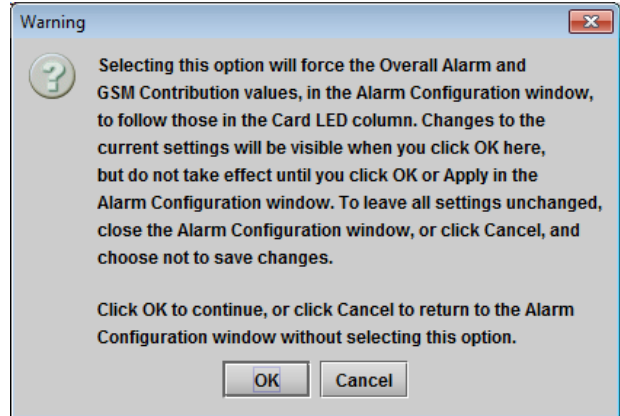 Warning
Selecting this option will force the Overall Alarm and
GSM Contribution values, in the Alarm Configuration window,
to follow those in the Card LED column. Changes to the
current settings will be visible when you click OK here,
but do not take effect until you click OK or Apply in the
Alarm Configuration window. To leave all settings unchanged,
close the Alarm Configuration window, or click Cancel, and
choose not to save changes.
Click OK to continue, or click Cancel to return to the Alarm
Configuration window without selecting this option.
OK Cancel